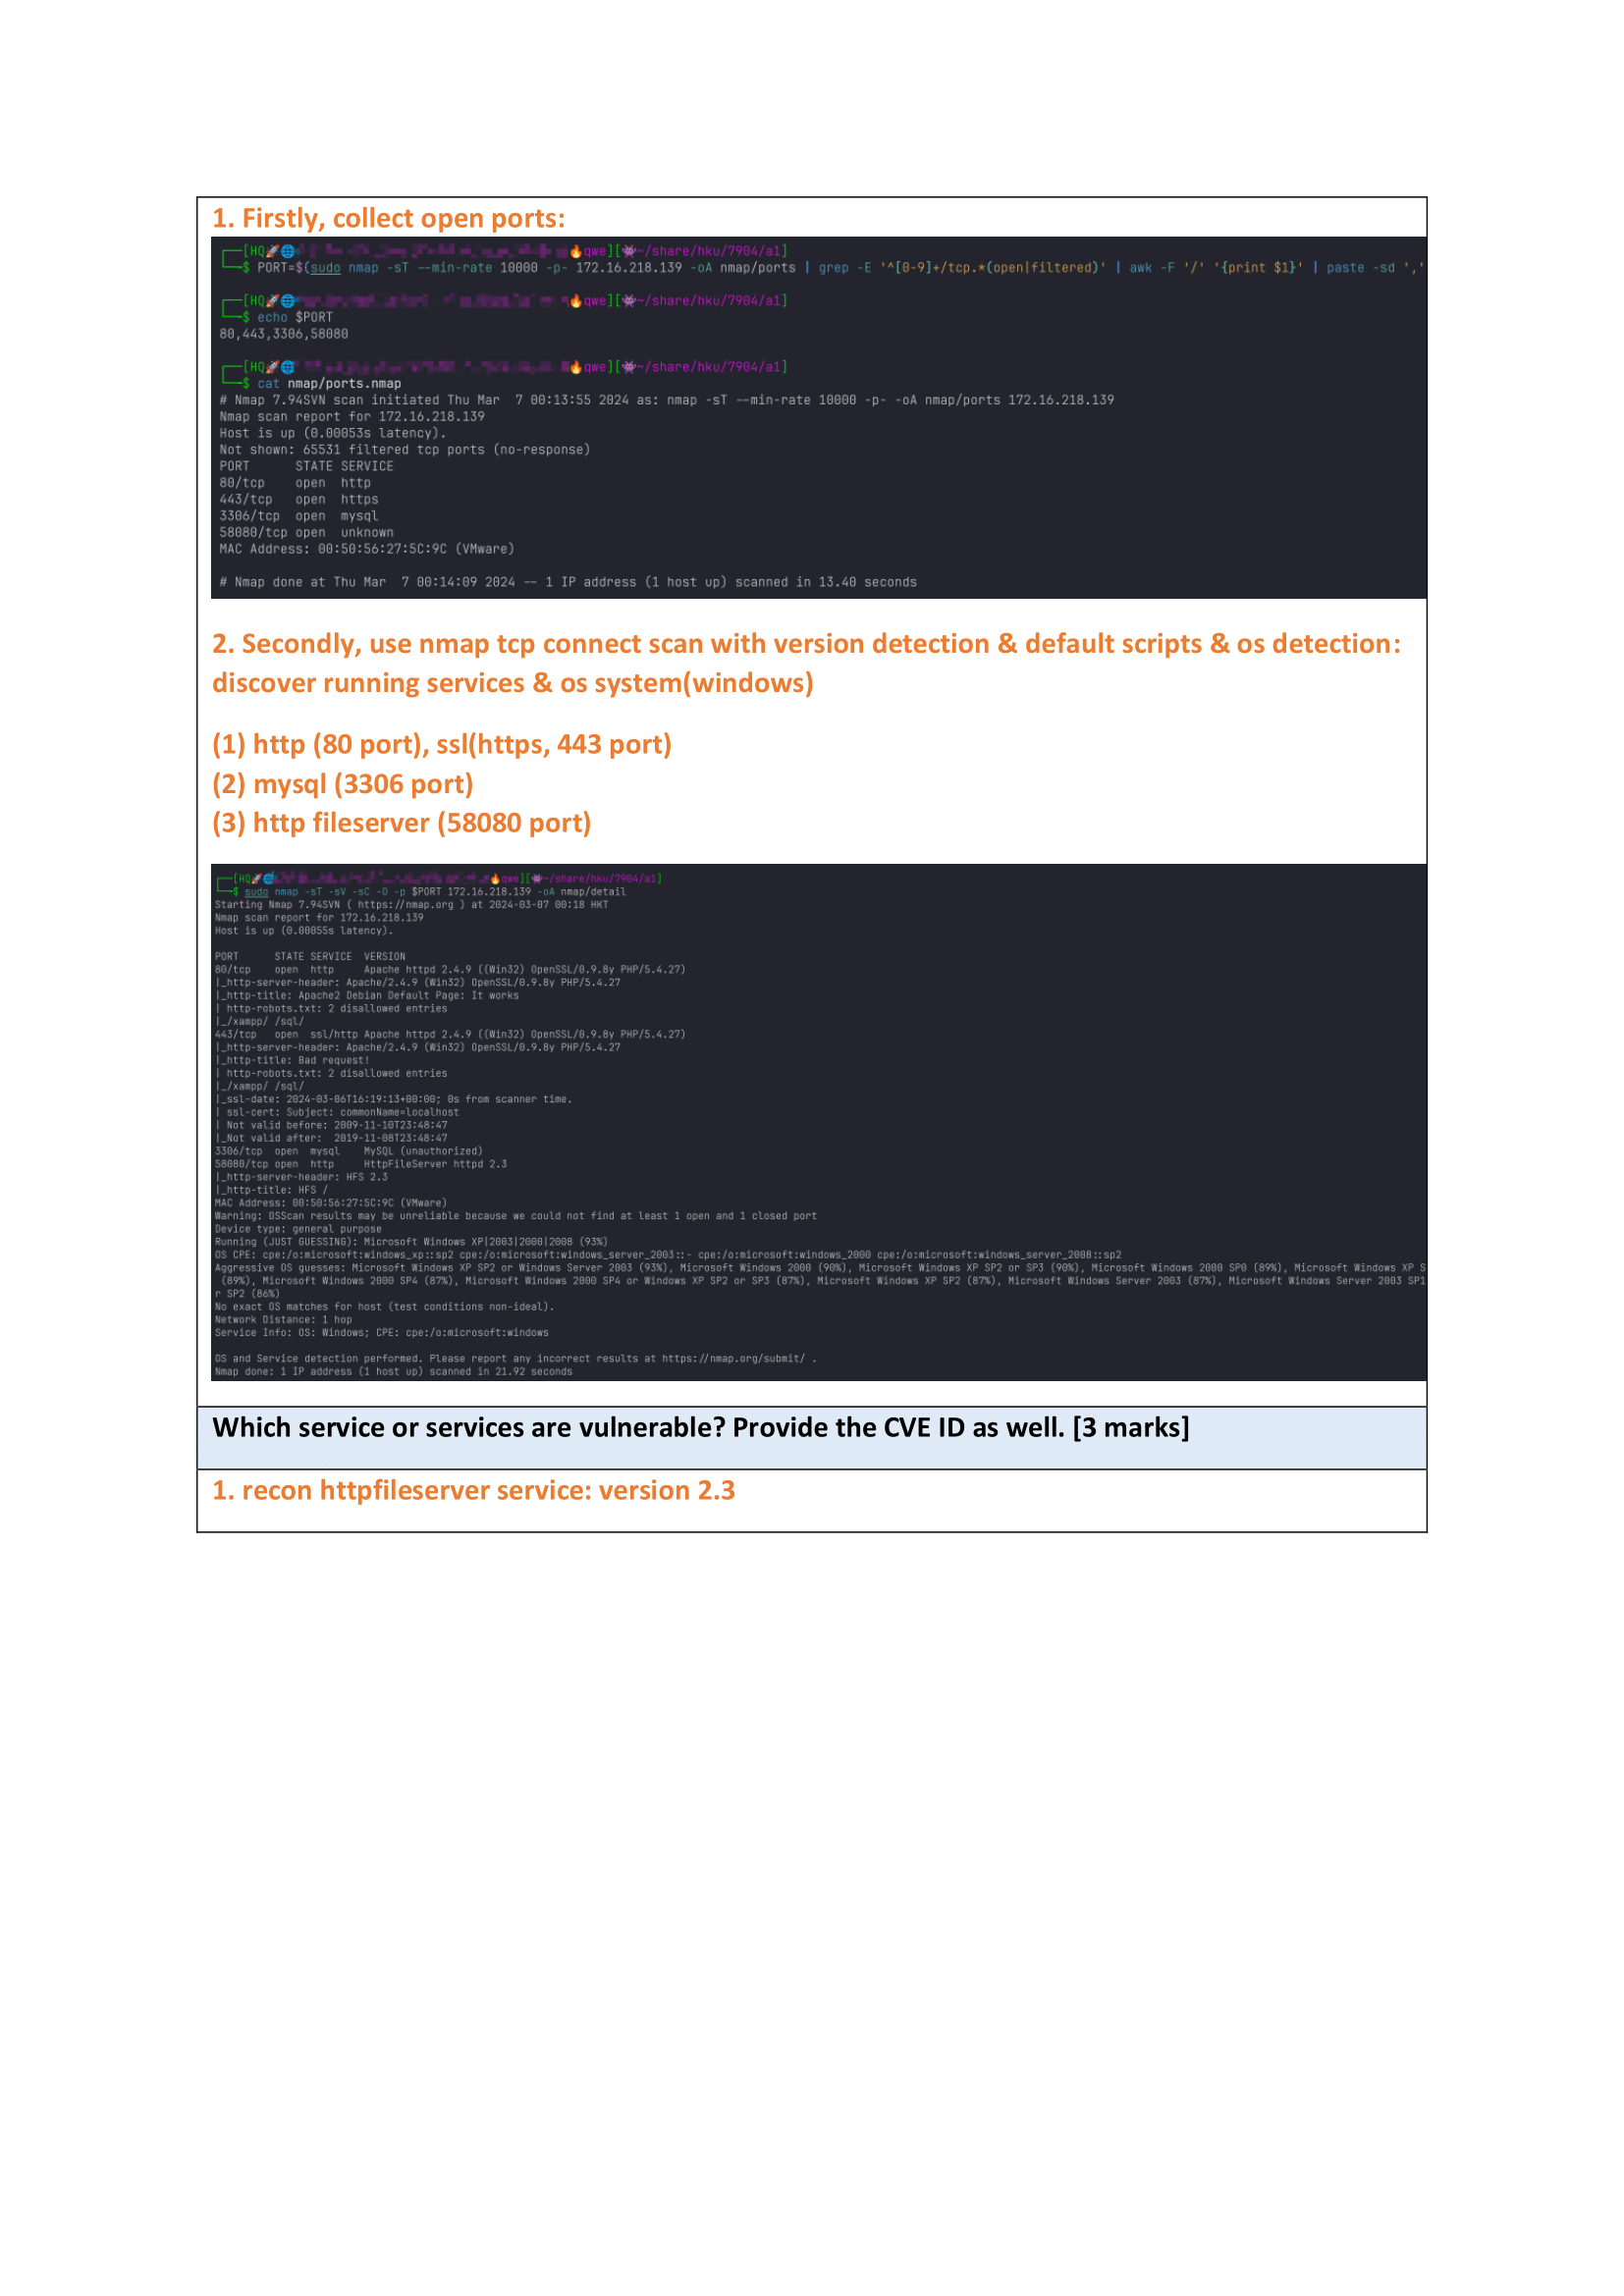 1. Firstly, collect open ports:
[HQ🚀🌐 🔥qwe][👾~/share/hku/7904/a1]
$ PORT=$(sudo nmap -sT --min-rate 10000 -p- 172.16.218.139 -oA nmap/ports | grep -E '^[0-9]+/tcp.*(open|filtered)' | awk -F '/' '{print $1}' | paste -sd ','
[HQ🚀🌐 🔥qwe][👾~/share/hku/7904/a1]
$ echo $PORT
80,443,3306,58080
[HQ🚀🌐 🔥qwe][👾~/share/hku/7904/a1]
$ cat nmap/ports.nmap
# Nmap 7.94SVN scan initiated Thu Mar  7 00:13:55 2024 as: nmap -sT --min-rate 10000 -p- -oA nmap/ports 172.16.218.139
Nmap scan report for 172.16.218.139
Host is up (0.00053s latency).
Not shown: 65531 filtered tcp ports (no-response)
PORT      STATE SERVICE
80/tcp    open  http
443/tcp   open  https
3306/tcp  open  mysql
58080/tcp open  unknown
MAC Address: 00:50:56:27:5C:9C (VMware)
# Nmap done at Thu Mar  7 00:14:09 2024 -- 1 IP address (1 host up) scanned in 13.40 seconds
2. Secondly, use nmap tcp connect scan with version detection & default scripts & os detection:
discover running services & os system(windows)
(1) http (80 port), ssl(https, 443 port)
(2) mysql (3306 port)
(3) http fileserver (58080 port)
[HQ🚀🌐 🔥qwe][👾~/share/hku/7904/a1]
$ sudo nmap -sT -sV -sC -O -p $PORT 172.16.218.139 -oA nmap/detail
Starting Nmap 7.94SVN ( https://nmap.org ) at 2024-03-07 00:18 HKT
Nmap scan report for 172.16.218.139
Host is up (0.00055s latency).
PORT      STATE SERVICE  VERSION
80/tcp    open  http     Apache httpd 2.4.9 ((Win32) OpenSSL/0.9.8y PHP/5.4.27)
|_http-server-header: Apache/2.4.9 (Win32) OpenSSL/0.9.8y PHP/5.4.27
|_http-title: Apache2 Debian Default Page: It works
| http-robots.txt: 2 disallowed entries
|_/xampp/ /sql/
443/tcp   open  ssl/http Apache httpd 2.4.9 ((Win32) OpenSSL/0.9.8y PHP/5.4.27)
|_http-server-header: Apache/2.4.9 (Win32) OpenSSL/0.9.8y PHP/5.4.27
|_http-title: Bad request!
| http-robots.txt: 2 disallowed entries
|_/xampp/ /sql/
|_ssl-date: 2024-03-06T16:19:13+00:00; 0s from scanner time.
| ssl-cert: Subject: commonName=localhost
| Not valid before: 2009-11-10T23:48:47
|_Not valid after:  2019-11-08T23:48:47
3306/tcp  open  mysql    MySQL (unauthorized)
58080/tcp open  http     HttpFileServer httpd 2.3
|_http-server-header: HFS 2.3
|_http-title: HFS /
MAC Address: 00:50:56:27:5C:9C (VMware)
Warning: OSScan results may be unreliable because we could not find at least 1 open and 1 closed port
Device type: general purpose
Running (JUST GUESSING): Microsoft Windows XP|2003|2000|2008 (93%)
OS CPE: cpe:/o:microsoft:windows_xp::sp2 cpe:/o:microsoft:windows_server_2003::- cpe:/o:microsoft:windows_2000 cpe:/o:microsoft:windows_server_2008::sp2
Aggressive OS guesses: Microsoft Windows XP SP2 or Windows Server 2003 (93%), Microsoft Windows 2000 (90%), Microsoft Windows XP SP2 or SP3 (90%), Microsoft Windows 2000 SP0 (89%), Microsoft Windows XP S
(89%), Microsoft Windows 2000 SP4 (87%), Microsoft Windows 2000 SP4 or Windows XP SP2 or SP3 (87%), Microsoft Windows XP SP2 (87%), Microsoft Windows Server 2003 (87%), Microsoft Windows Server 2003 SP1
r SP2 (86%)
No exact OS matches for host (test conditions non-ideal).
Network Distance: 1 hop
Service Info: OS: Windows; CPE: cpe:/o:microsoft:windows
OS and Service detection performed. Please report any incorrect results at https://nmap.org/submit/ .
Nmap done: 1 IP address (1 host up) scanned in 21.92 seconds
Which service or services are vulnerable? Provide the CVE ID as well. [3 marks]
1. recon httpfileserver service: version 2.3